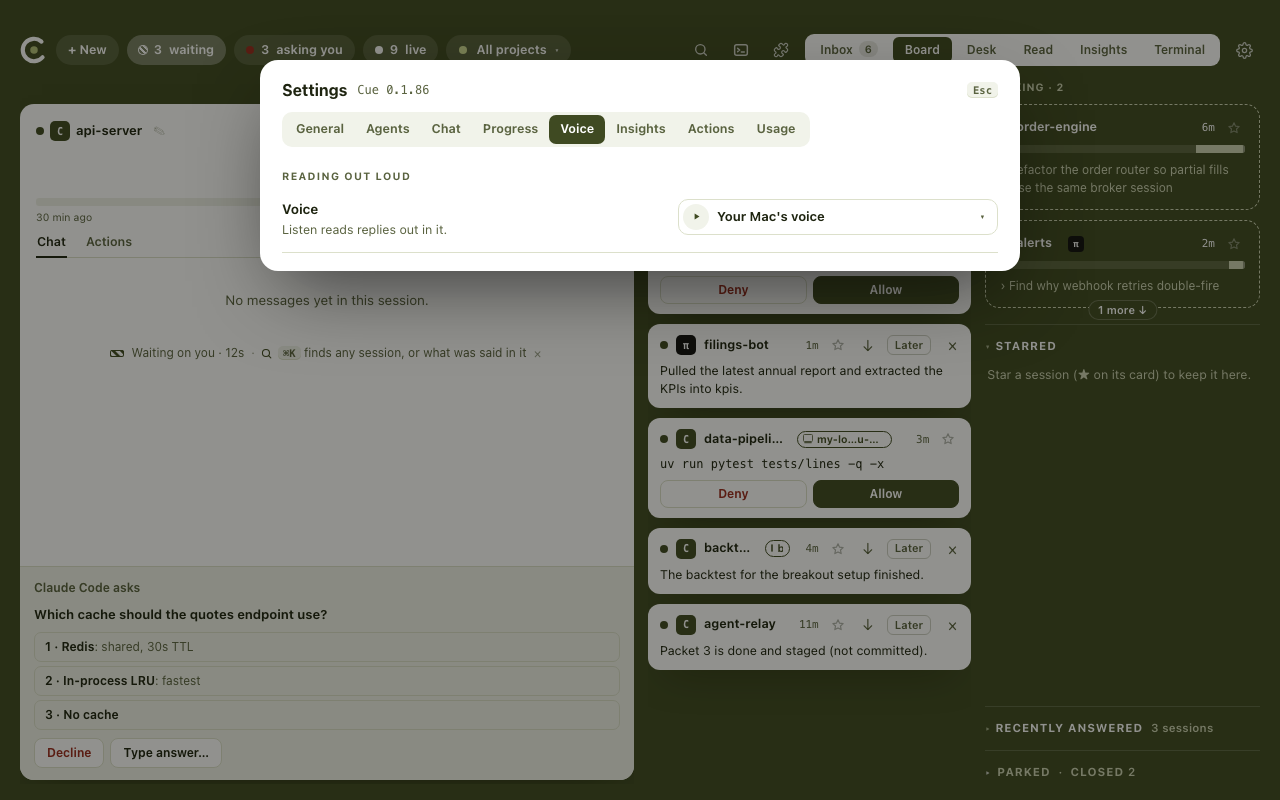 + New
3 waiting
3 asking you
9 live
All projects
Inbox 6
Board
Desk
Read
Insights
Terminal
Settings
Cue 0.1.86
Esc
General
Agents
Chat
Progress
Voice
Insights
Actions
Usage
READING OUT LOUD
Voice
Listen reads replies out in it.
Your Mac's voice
C api-server
30 min ago
Chat
Actions
No messages yet in this session.
Waiting on you · 12s · ⌘K finds any session, or what was said in it ×
Claude Code asks
Which cache should the quotes endpoint use?
1 · Redis: shared, 30s TTL
2 · In-process LRU: fastest
3 · No cache
Decline
Type answer...
Deny
Allow
π filings-bot 1m
Later
Pulled the latest annual report and extracted the
KPIs into kpis.
C data-pipeli... my-lo...u-... 3m
uv run pytest tests/lines -q -x
Deny
Allow
C backt... 4m
Later
The backtest for the breakout setup finished.
C agent-relay 11m
Later
Packet 3 is done and staged (not committed).
· 2
order-engine 6m
efactor the order router so partial fills
the same broker session
alerts π 2m
› Find why webhook retries double-fire
1 more ↓
STARRED
Star a session (★ on its card) to keep it here.
RECENTLY ANSWERED 3 sessions
PARKED · CLOSED 2